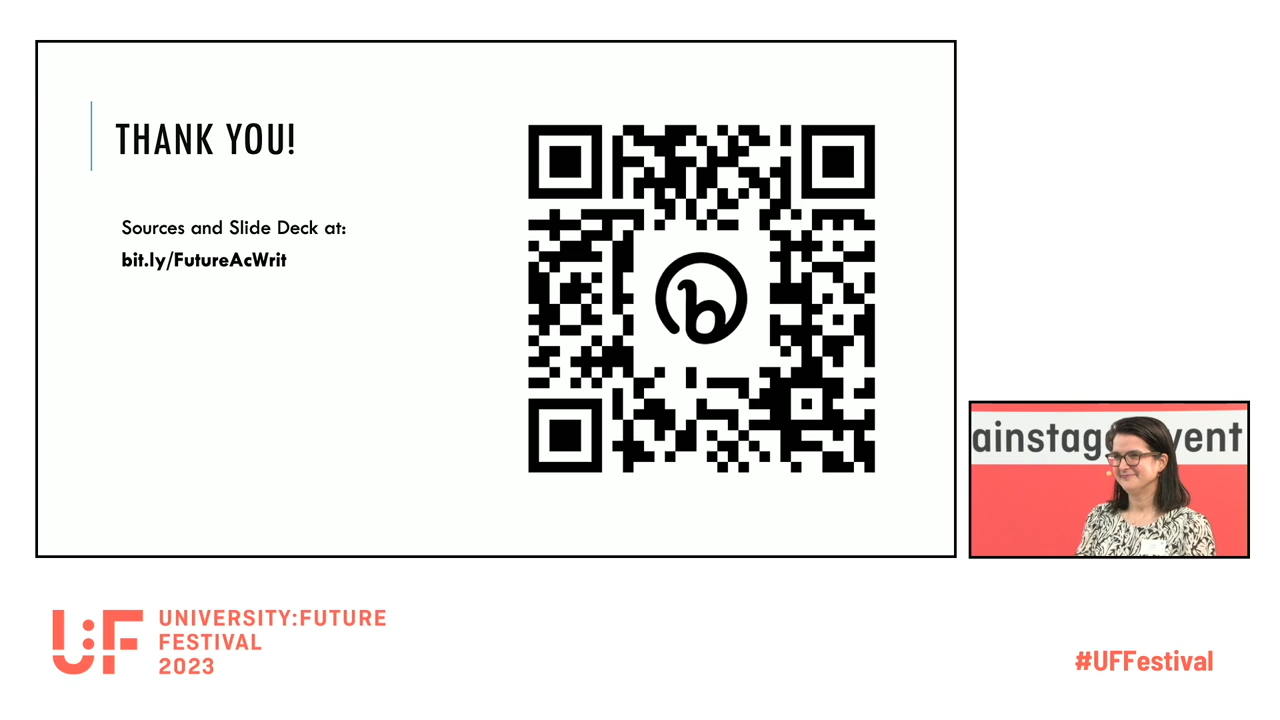 THANK YOU!
Sources and Slide Deck at:
bit.ly/FutureAcWrit
b
ainstag vent
U:F
UNIVERSITY:FUTURE
FESTIVAL
2023
#UFFestival